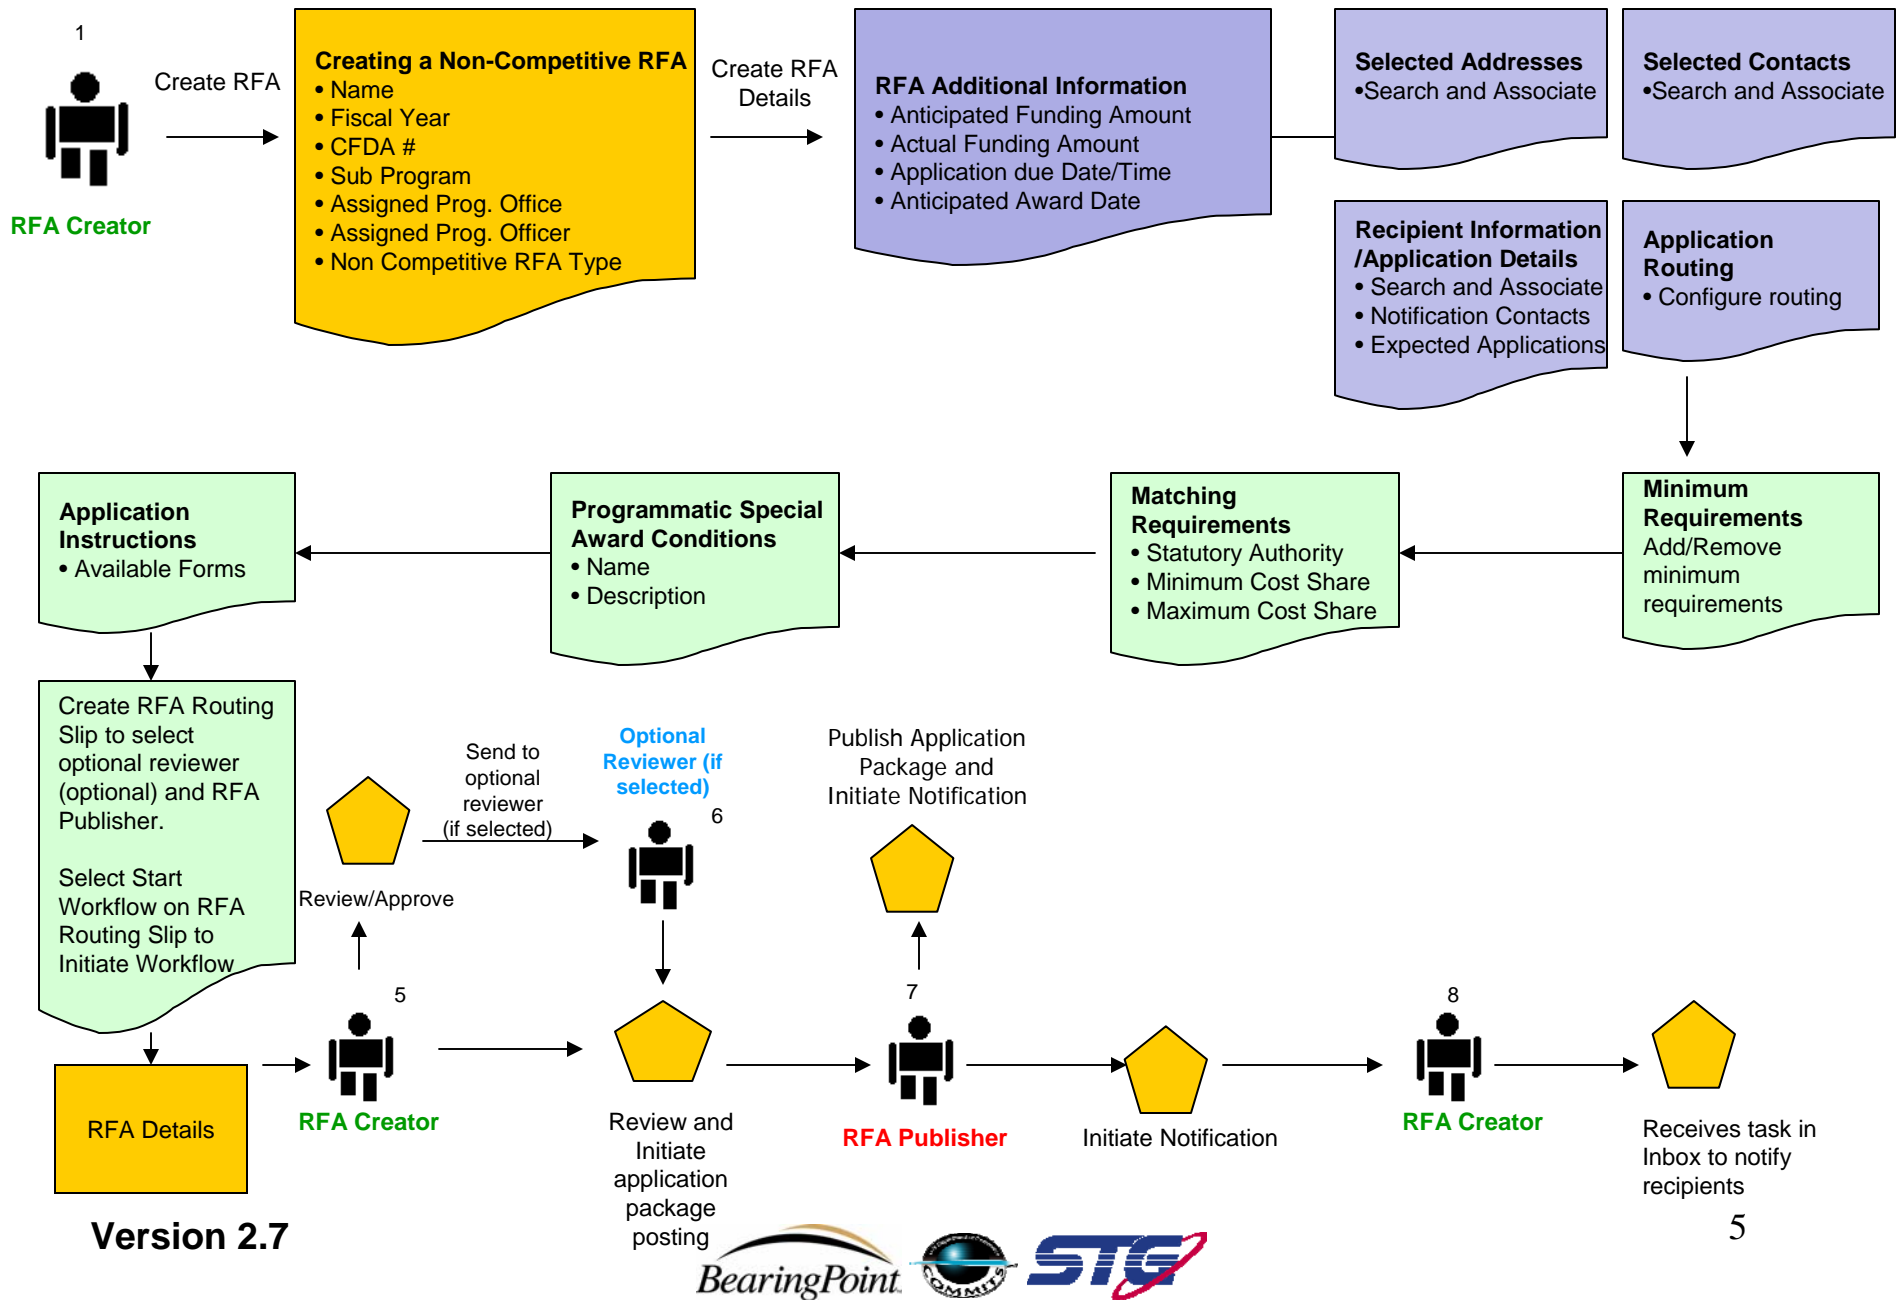 1
Create RFA
RFA Creator
Creating a Non-Competitive RFA
• Name
• Fiscal Year
• CFDA #
• Sub Program
• Assigned Prog. Office
• Assigned Prog. Officer
• Non Competitive RFA Type
Create RFA
Details
RFA Additional Information
• Anticipated Funding Amount
• Actual Funding Amount
• Application due Date/Time
• Anticipated Award Date
Selected Addresses
•Search and Associate
Selected Contacts
•Search and Associate
Recipient Information
/Application Details
• Search and Associate
• Notification Contacts
• Expected Applications
Application
Routing
• Configure routing
Minimum
Requirements
Add/Remove
minimum
requirements
Matching
Requirements
• Statutory Authority
• Minimum Cost Share
• Maximum Cost Share
Programmatic Special
Award Conditions
• Name
• Description
Application
Instructions
• Available Forms
Create RFA Routing
Slip to select
optional reviewer
(optional) and RFA
Publisher.
Select Start
Workflow on RFA
Routing Slip to
Initiate Workflow
RFA Details
Review/Approve
5
RFA Creator
Send to
optional
reviewer
(if selected)
Optional
Reviewer (if
selected)
6
Review and
Initiate
application
package
posting
Publish Application
Package and
Initiate Notification
7
RFA Publisher
Initiate Notification
8
RFA Creator
Receives task in
Inbox to notify
recipients
Version 2.7
BearingPoint
COMMITS
STG
5